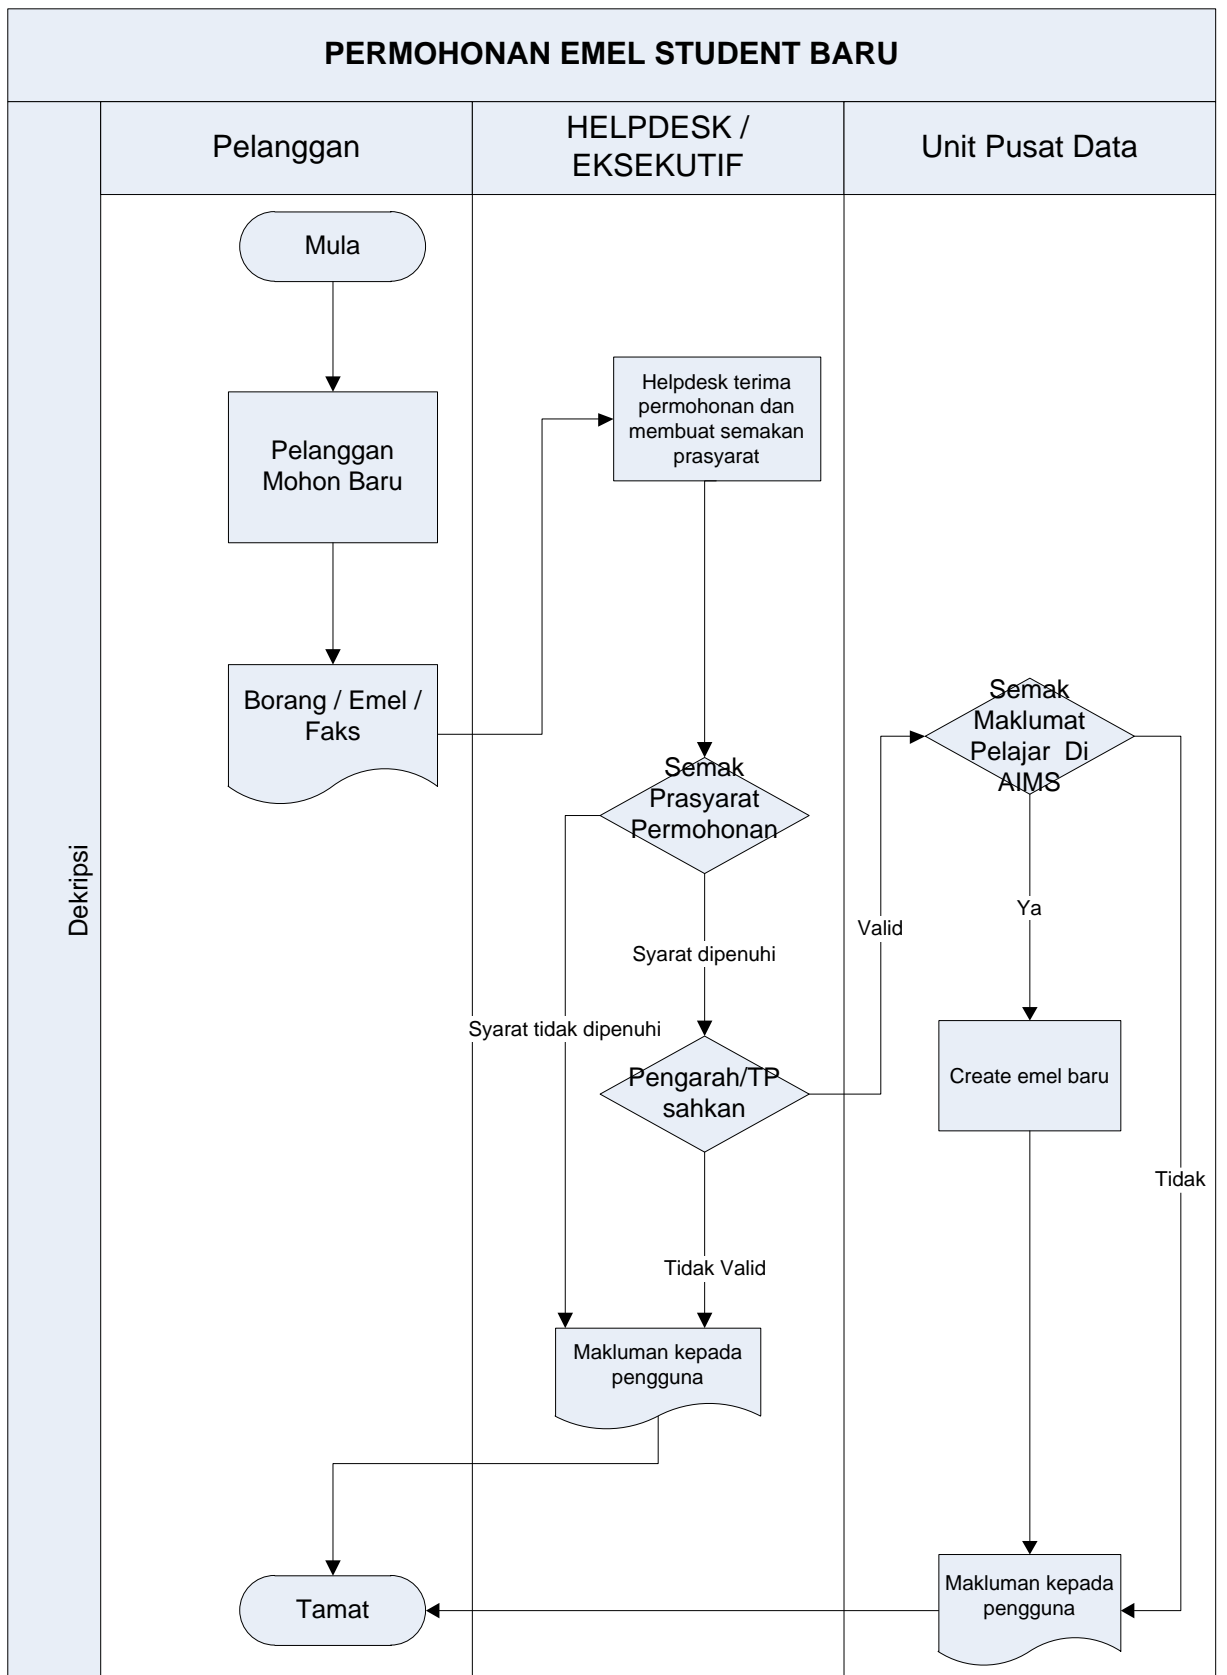 PERMOHONAN EMEL STUDENT BARU
Pelanggan
HELPDESK /
EKSEKUTIF
Unit Pusat Data
Dekripsi
Mula
Pelanggan
Mohon Baru
Borang / Emel /
Faks
Helpdesk terima
permohonan dan
membuat semakan
prasyarat
Semak
Prasyarat
Permohonan
Syarat dipenuhi
Syarat tidak dipenuhi
Pengarah/TP
sahkan
Valid
Tidak Valid
Makluman kepada
pengguna
Semak
Maklumat
Pelajar Di
AIMS
Ya
Create emel baru
Tidak
Makluman kepada
pengguna
Tamat